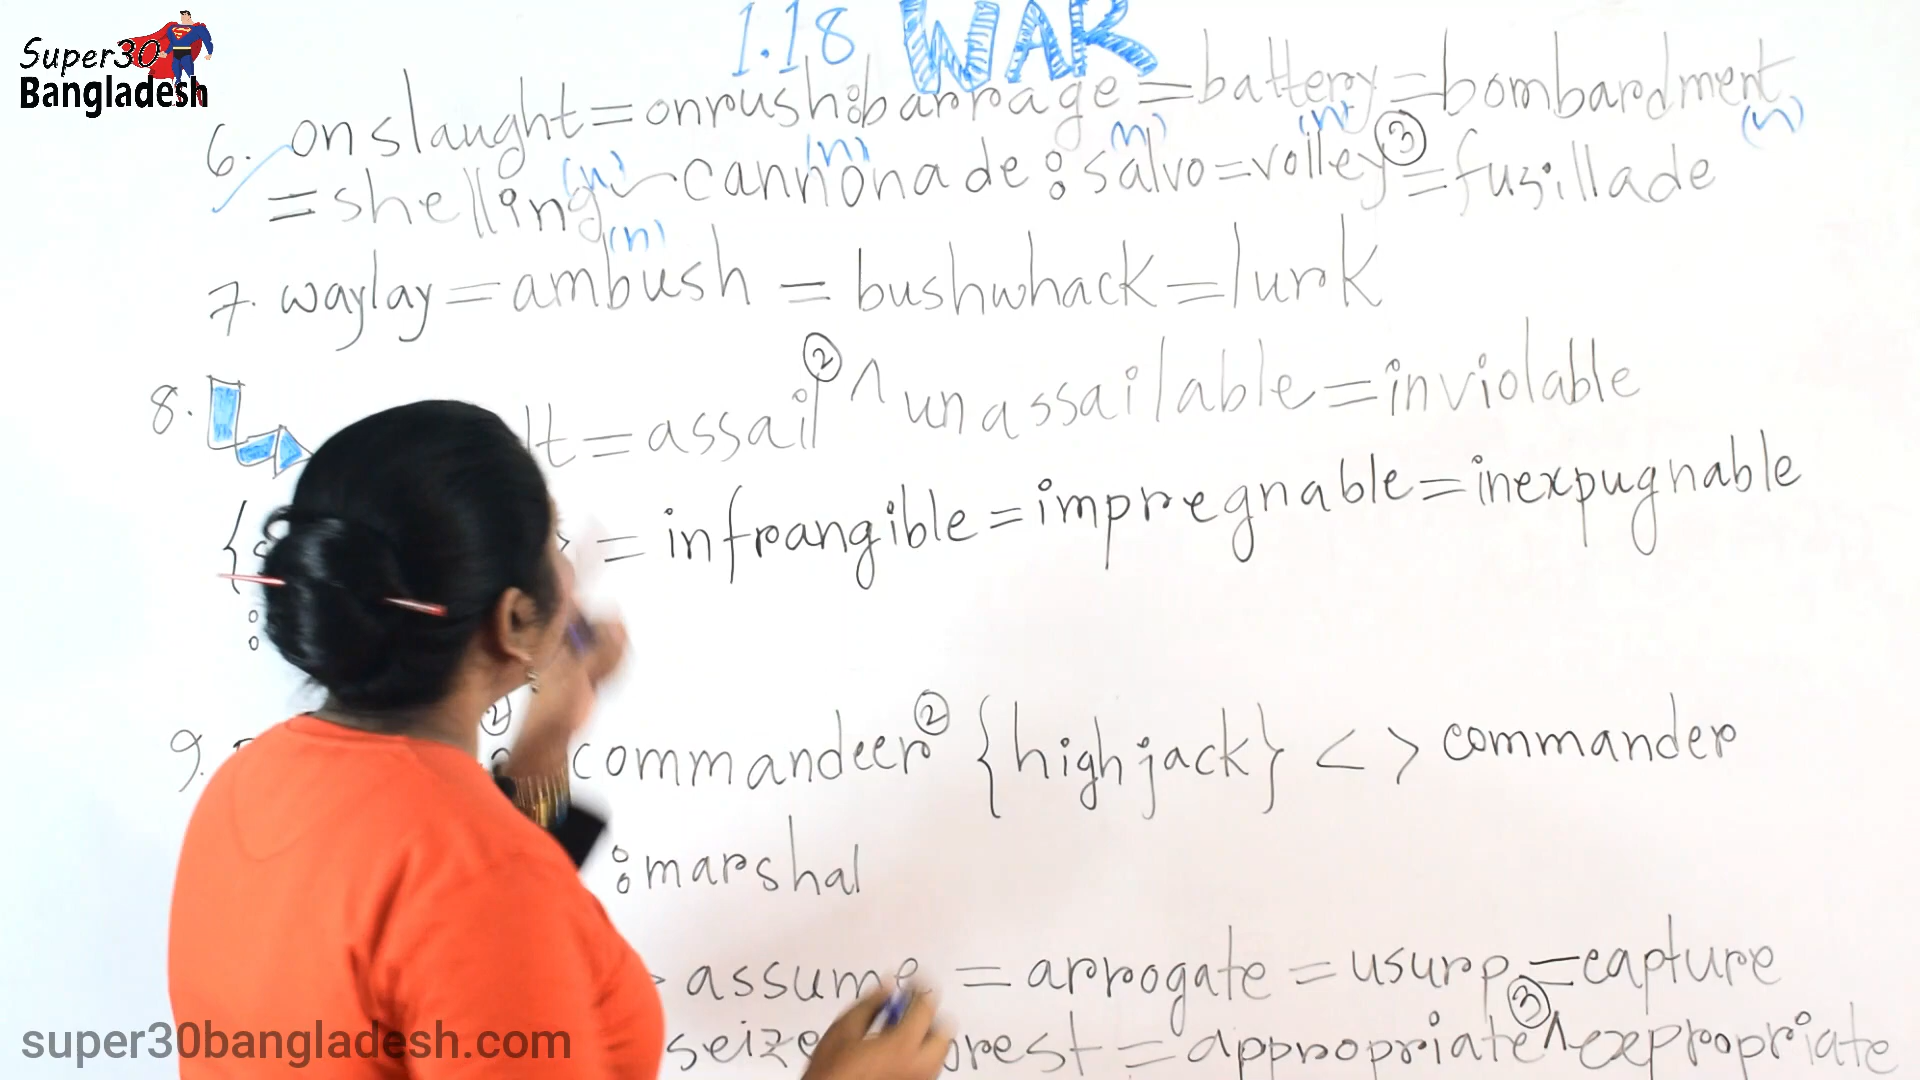 Super30
Bangladesh
1.18 WAR
6. onslaught = onrush : barrage = battery = bombardment
(n) (n) (n) (n) (n)
= shelling ~ cannonade : salvo = volley ③ = fusillade
(n)
7. waylay = ambush = bushwhack = lurk
8. lt = assail ② ^ unassailable = inviolable
{ > = infrangible = impregnable = inexpugnable
:
9. ② commandeer ② {highjack} < > commander
: marshal
> assume = arrogate = usurp = capture
seize orest = appropriate ③ ^ expropriate
super30bangladesh.com